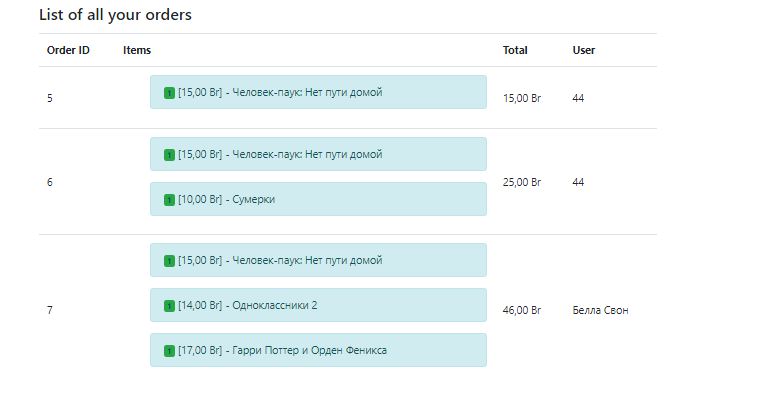 List of all your orders
Order ID Items Total User
5 1 [15,00 Br] - Человек-паук: Нет пути домой 15,00 Br 44
1 [15,00 Br] - Человек-паук: Нет пути домой
6 25,00 Br 44
1 [10,00 Br] - Сумерки
1 [15,00 Br] - Человек-паук: Нет пути домой
1 [14,00 Br] - Одноклассники 2
7 46,00 Br Белла Свон
1 [17,00 Br] - Гарри Поттер и Орден Феникса